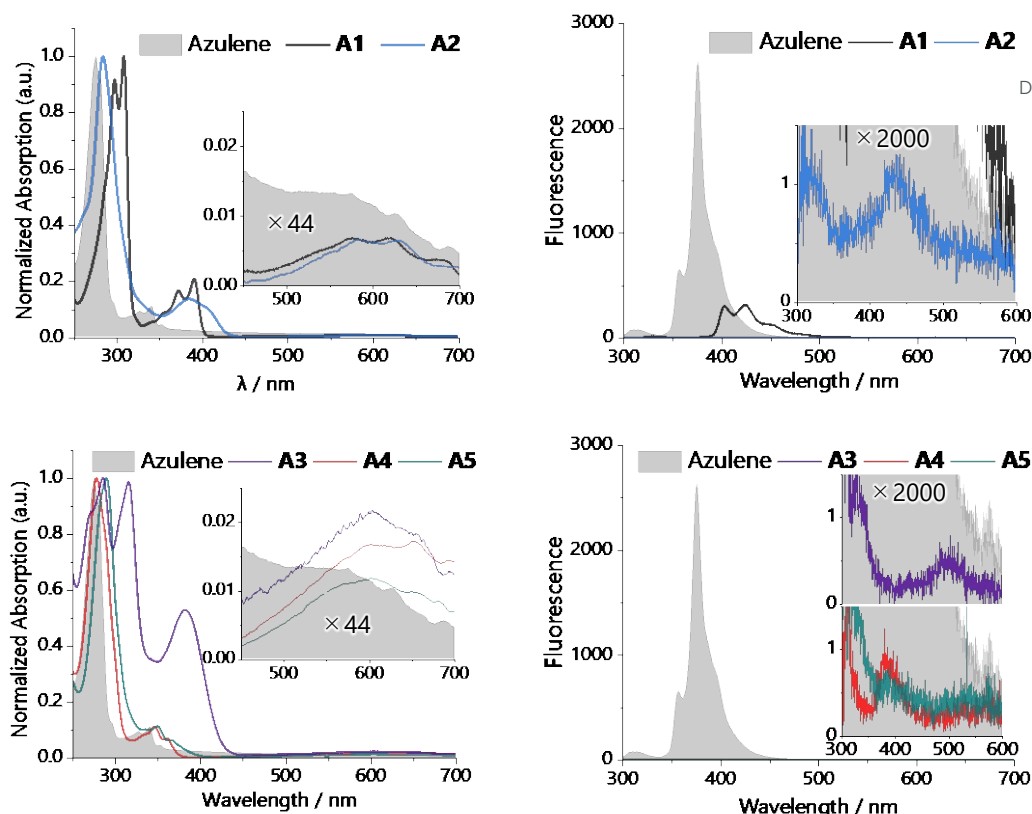 Azulene A1 A2
Normalized Absorption (a.u.)
1.0
0.8
0.6
0.4
0.2
0.0
300 400 500 600 700
λ / nm
0.02
0.01
0.00
500 600 700
× 44
Azulene A1 A2
Fluorescence
3000
2000
1000
0
300 400 500 600 700
Wavelength / nm
× 2000
1
0
300 400 500 600
D
Azulene A3 A4 A5
Normalized Absorption (a.u.)
1.0
0.8
0.6
0.4
0.2
0.0
300 400 500 600 700
Wavelength / nm
0.02
0.01
0.00
500 600 700
× 44
Azulene A3 A4 A5
Fluorescence
3000
2000
1000
0
300 400 500 600 700
Wavelength / nm
× 2000
1
0
1
0
300 400 500 600